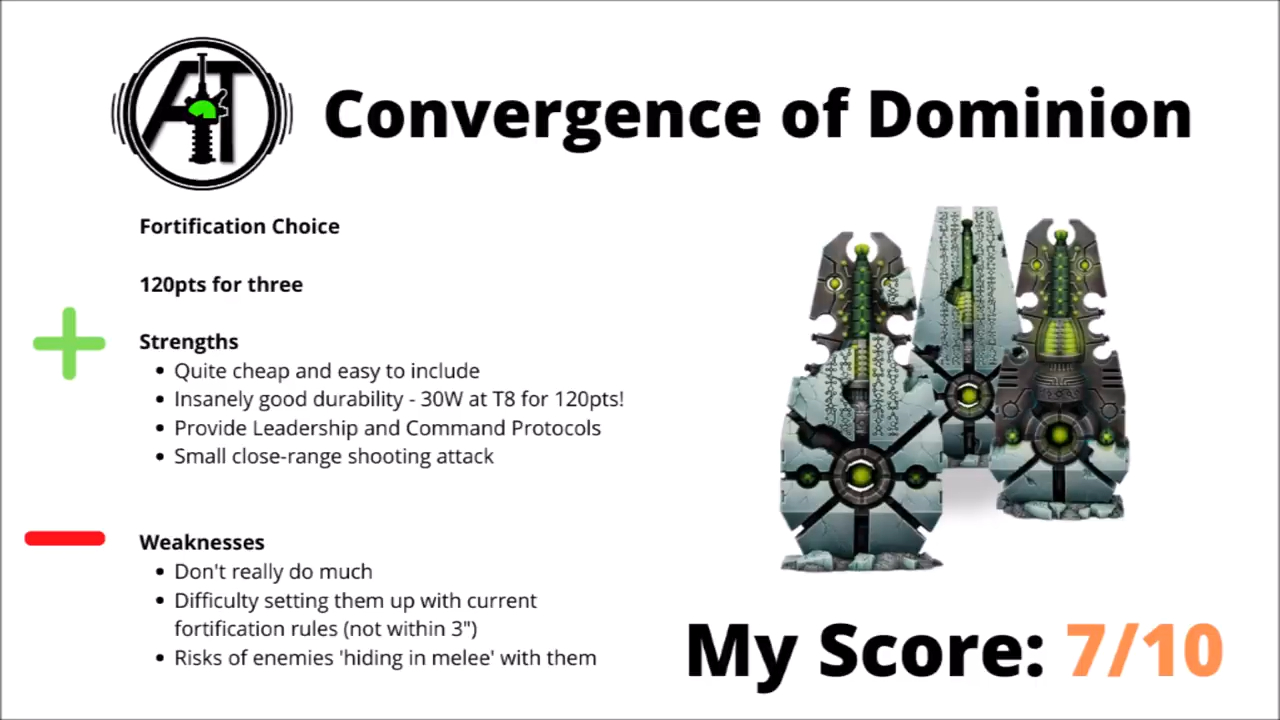 AT
Convergence of Dominion
Fortification Choice
120pts for three
Strengths
• Quite cheap and easy to include
• Insanely good durability - 30W at T8 for 120pts!
• Provide Leadership and Command Protocols
• Small close-range shooting attack
Weaknesses
• Don't really do much
• Difficulty setting them up with current
fortification rules (not within 3")
• Risks of enemies 'hiding in melee' with them
My Score: 7/10